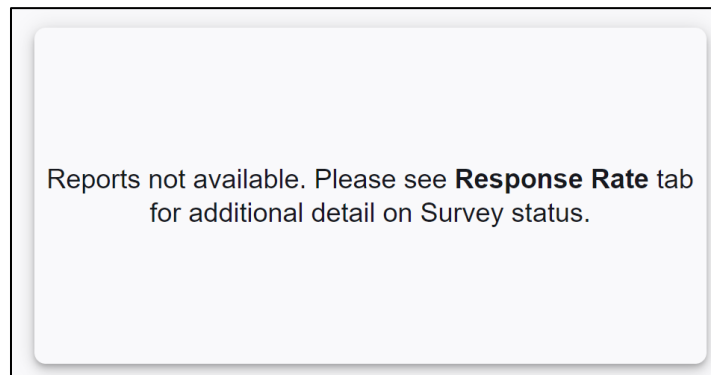 Reports not available. Please see Response Rate tab
for additional detail on Survey status.